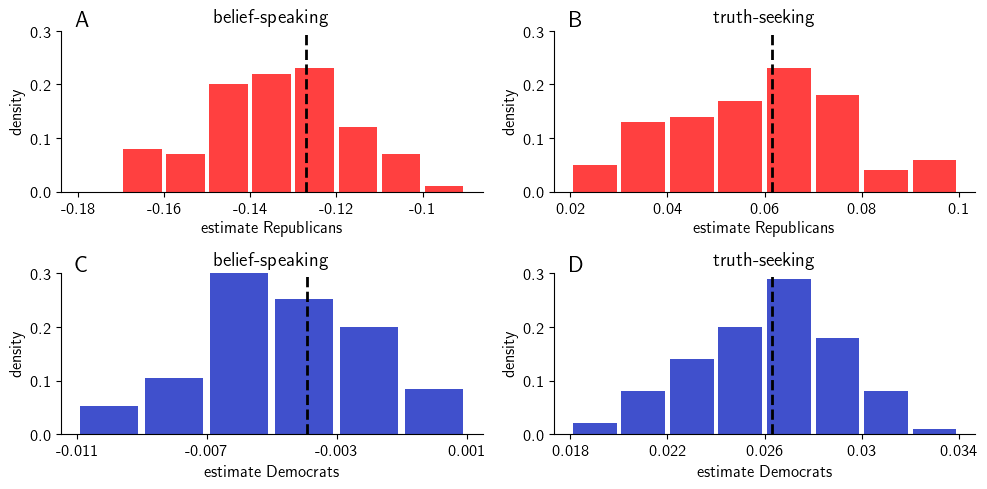 A belief-speaking
0.3
0.2
0.1
0.0
density
-0.18 -0.16 -0.14 -0.12 -0.1
estimate Republicans
B truth-seeking
0.3
0.2
0.1
0.0
density
0.02 0.04 0.06 0.08 0.1
estimate Republicans
C belief-speaking
0.3
0.2
0.1
0.0
density
-0.011 -0.007 -0.003 0.001
estimate Democrats
D truth-seeking
0.3
0.2
0.1
0.0
density
0.018 0.022 0.026 0.03 0.034
estimate Democrats